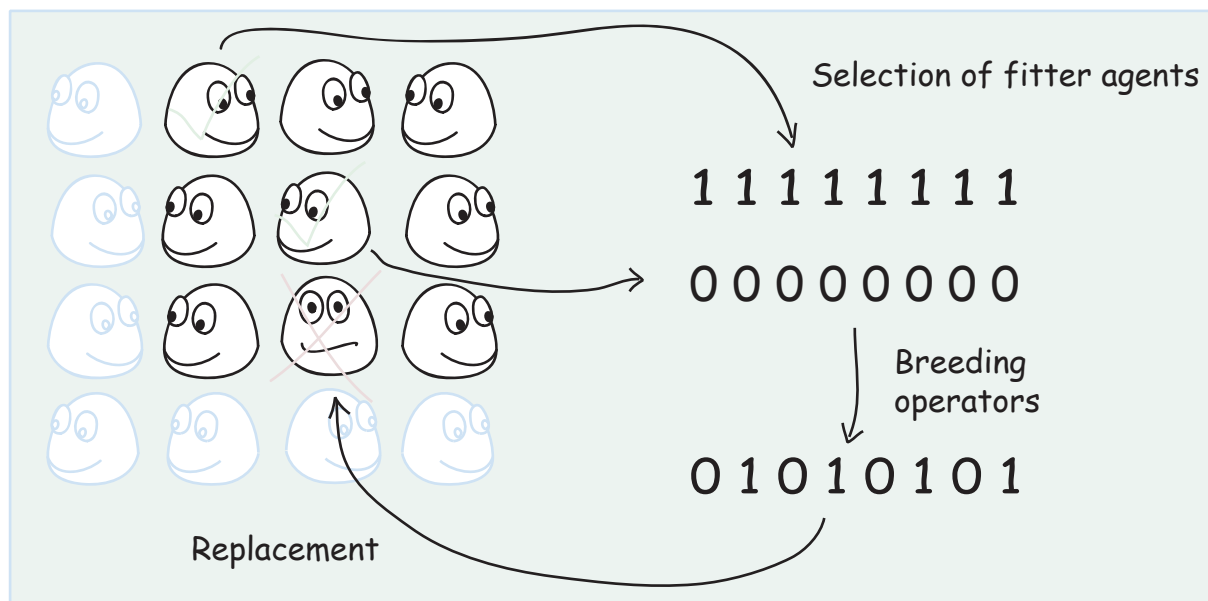 Selection of fitter agents
1 1 1 1 1 1 1 1
0 0 0 0 0 0 0 0
Breeding
operators
0 1 0 1 0 1 0 1
Replacement